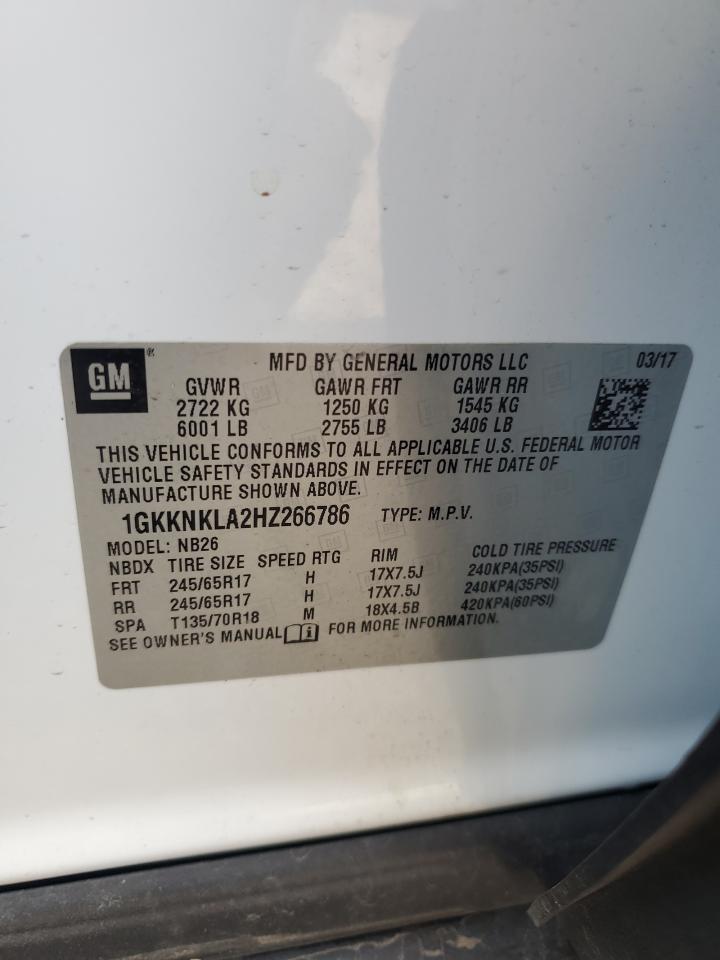 GM® MFD BY GENERAL MOTORS LLC 03/17
GVWR GAWR FRT GAWR RR
2722 KG 1250 KG 1545 KG
6001 LB 2755 LB 3406 LB
THIS VEHICLE CONFORMS TO ALL APPLICABLE U.S. FEDERAL MOTOR
VEHICLE SAFETY STANDARDS IN EFFECT ON THE DATE OF
MANUFACTURE SHOWN ABOVE.
1GKKNKLA2HZ266786 TYPE: M.P.V.
MODEL: NB26
NBDX TIRE SIZE SPEED RTG RIM COLD TIRE PRESSURE
FRT 245/65R17 H 17X7.5J 240KPA(35PSI)
RR 245/65R17 H 17X7.5J 240KPA(35PSI)
SPA T135/70R18 M 18X4.5B 420KPA(60PSI)
SEE OWNER'S MANUAL FOR MORE INFORMATION.